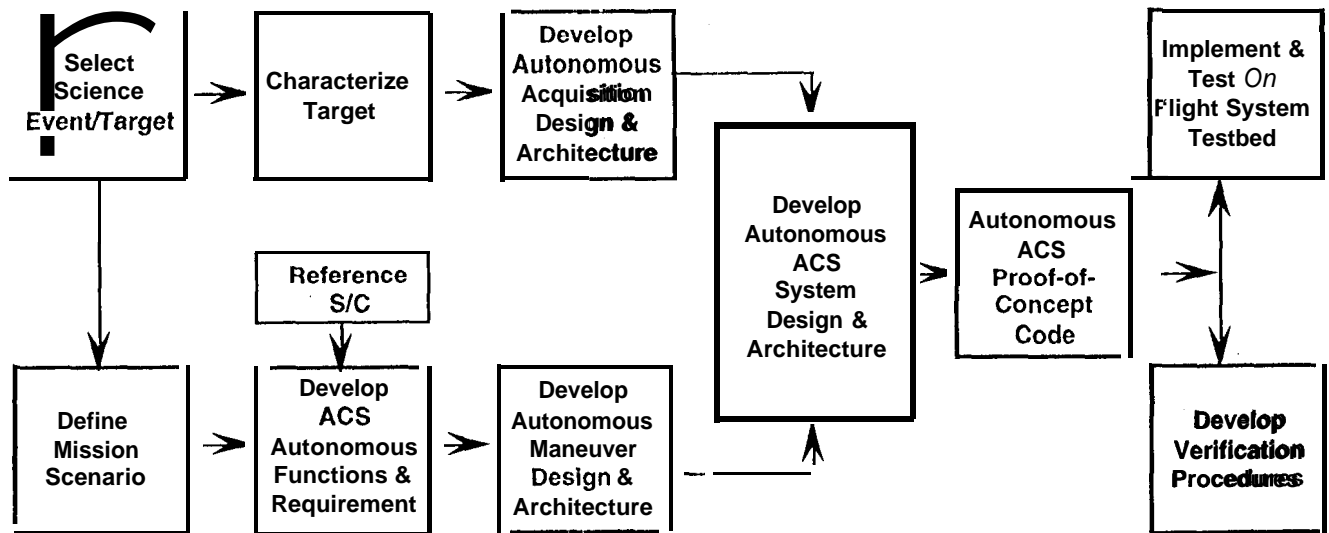 Select
Science
Event/Target
Characterize
Target
Develop
Autonomous
Acquisition
Design &
Architecture
Implement &
Test On
Flight System
Testbed
Develop
Autonomous
ACS
System
Design &
Architecture
Autonomous
ACS
Proof-of-
Concept
Code
Reference
S/C
Define
Mission
Scenario
Develop
ACS
Autonomous
Functions &
Requirement
Develop
Autonomous
Maneuver
Design &
Architecture
Develop
Verification
Procedures